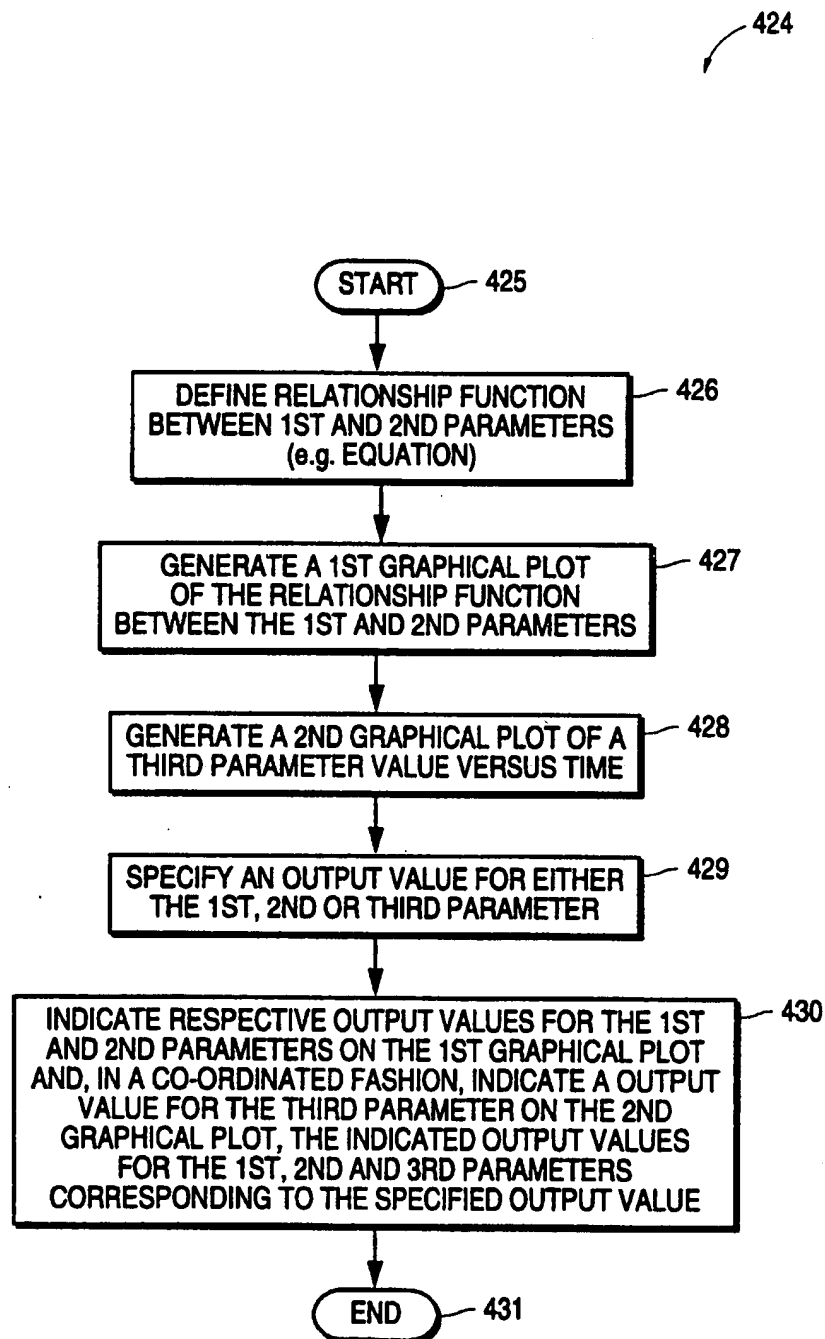 424
START
425
DEFINE RELATIONSHIP FUNCTION
BETWEEN 1ST AND 2ND PARAMETERS
(e.g. EQUATION)
426
GENERATE A 1ST GRAPHICAL PLOT
OF THE RELATIONSHIP FUNCTION
BETWEEN THE 1ST AND 2ND PARAMETERS
427
GENERATE A 2ND GRAPHICAL PLOT OF A
THIRD PARAMETER VALUE VERSUS TIME
428
SPECIFY AN OUTPUT VALUE FOR EITHER
THE 1ST, 2ND OR THIRD PARAMETER
429
INDICATE RESPECTIVE OUTPUT VALUES FOR THE 1ST
AND 2ND PARAMETERS ON THE 1ST GRAPHICAL PLOT
AND, IN A CO-ORDINATED FASHION, INDICATE A OUTPUT
VALUE FOR THE THIRD PARAMETER ON THE 2ND
GRAPHICAL PLOT, THE INDICATED OUTPUT VALUES
FOR THE 1ST, 2ND AND 3RD PARAMETERS
CORRESPONDING TO THE SPECIFIED OUTPUT VALUE
430
END
431